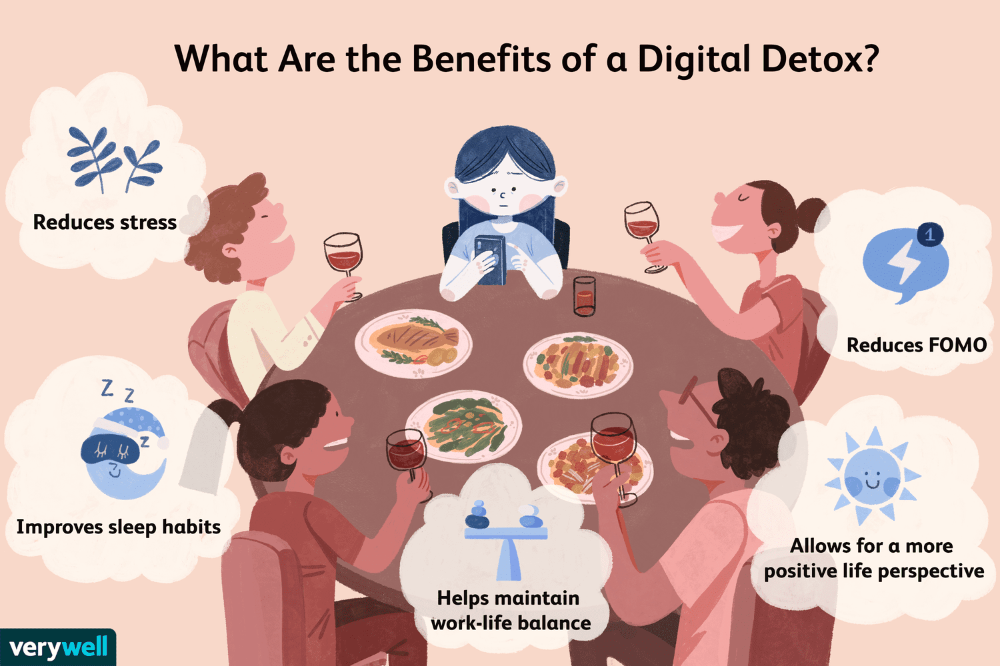 What Are the Benefits of a Digital Detox?
Reduces stress
1
Reduces FOMO
Z
Z
Z
Improves sleep habits
Allows for a more
positive life perspective
Helps maintain
work-life balance
verywell